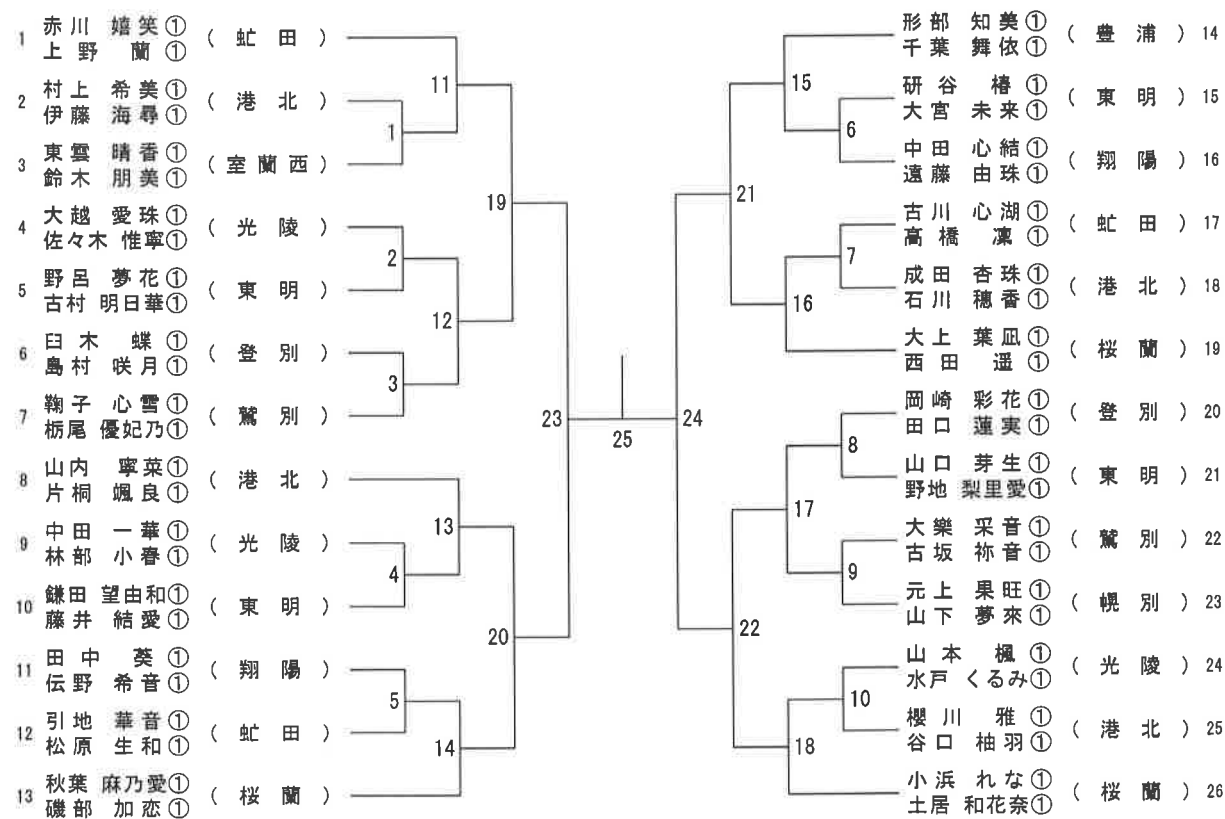 1 赤川 嬉笑① (虻田)
上野 蘭①
11
2 村上 希美① (港北)
伊藤 海尋①
1
3 東雲 晴香① (室蘭西)
鈴木 朋美①
19
4 大越 愛珠① (光陵)
佐々木 惟寧①
2
5 野呂 夢花① (東明)
古村 明日華①
12
6 臼木 蝶① (登別)
島村 咲月①
3
7 鞠子 心雪① (鷲別)
栃尾 優妃乃①
23
8 山内 寧菜① (港北)
片桐 颯良①
13
9 中田 一華① (光陵)
林部 小春①
4
10 鎌田 望由和① (東明)
藤井 結愛①
20
11 田中 葵① (翔陽)
伝野 希音①
5
12 引地 華音① (虻田)
松原 生和①
14
13 秋葉 麻乃愛① (桜蘭)
磯部 加恋①
25
形部 知美① (豊浦) 14
千葉 舞依①
15
研谷 椿① (東明) 15
大宮 未来①
6
中田 心結① (翔陽) 16
遠藤 由珠①
21
古川 心湖① (虻田) 17
高橋 凜①
7
成田 杏珠① (港北) 18
石川 穂香①
16
大上 葉凪① (桜蘭) 19
西田 遥①
24
岡崎 彩花① (登別) 20
田口 蓮実①
8
山口 芽生① (東明) 21
野地 梨里愛①
17
大樂 采音① (鷲別) 22
古坂 祢音①
9
元上 果旺① (幌別) 23
山下 夢來①
22
山本 楓① (光陵) 24
水戸 くるみ①
10
櫻川 雅① (港北) 25
谷口 柚羽①
18
小浜 れな① (桜蘭) 26
土居 和花奈①